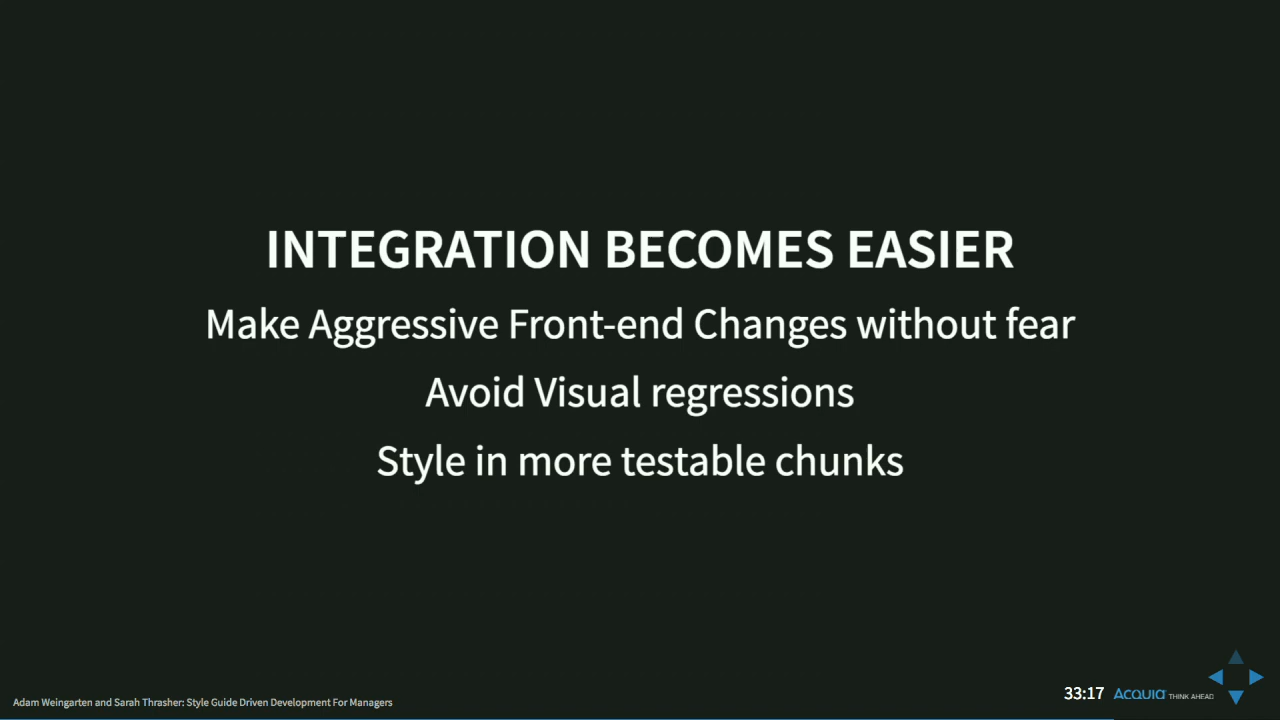 INTEGRATION BECOMES EASIER
Make Aggressive Front-end Changes without fear
Avoid Visual regressions
Style in more testable chunks
Adam Weingarten and Sarah Thrasher: Style Guide Driven Development For Managers
33:17 Acquia THINK AHEAD